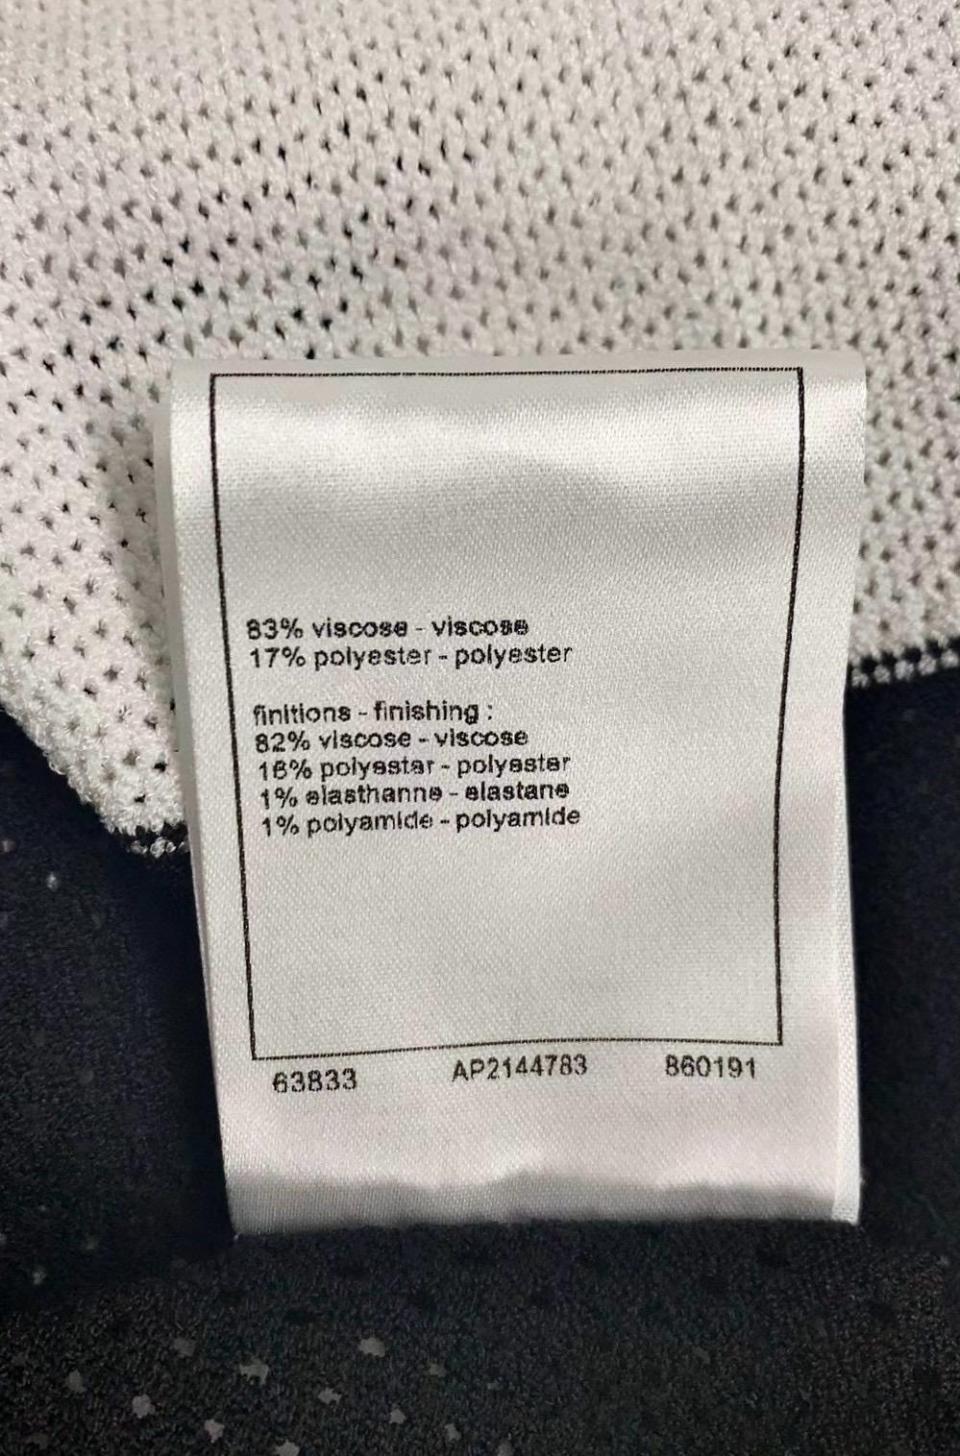 83% viscose - viscose
17% polyester - polyester
finitions - finishing :
82% viscose - viscose
16% polyester - polyester
1% elasthanne - elastane
1% polyamide - polyamide
63833 AP2144783 860191